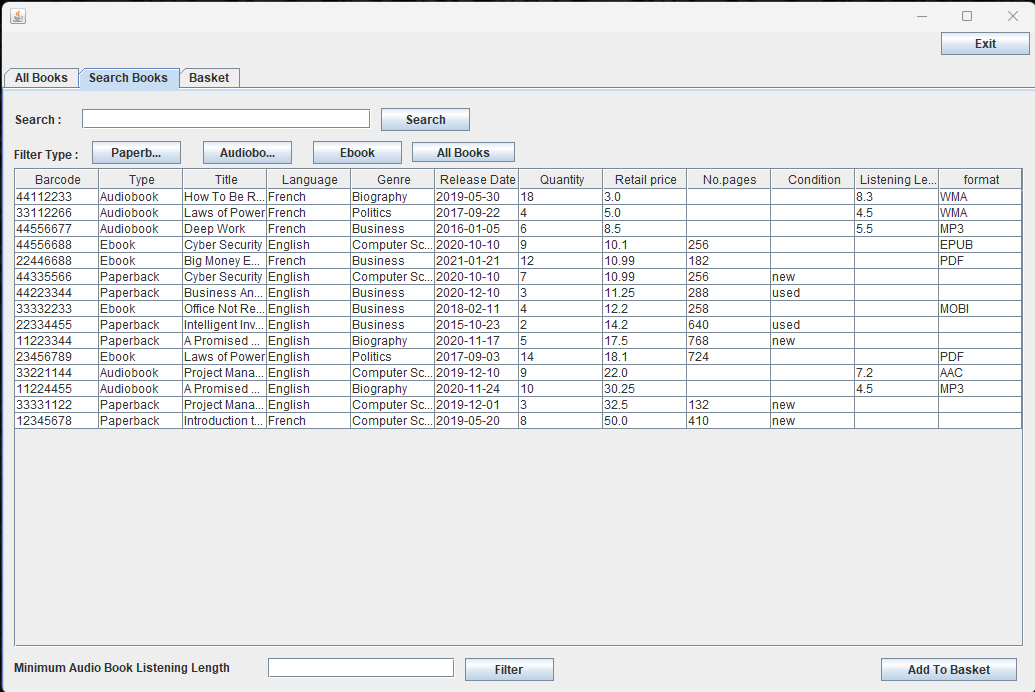 Exit
All Books Search Books Basket
Search : Search
Filter Type : Paperb... Audiobo... Ebook All Books
Barcode Type Title Language Genre Release Date Quantity Retail price No.pages Condition Listening Le... format
44112233 Audiobook How To Be R... French Biography 2019-05-30 18 3.0 8.3 WMA
33112266 Audiobook Laws of Power French Politics 2017-09-22 4 5.0 4.5 WMA
44556677 Audiobook Deep Work French Business 2016-01-05 6 8.5 5.5 MP3
44556688 Ebook Cyber Security English Computer Sc... 2020-10-10 9 10.1 256 EPUB
22446688 Ebook Big Money E... French Business 2021-01-21 12 10.99 182 PDF
44335566 Paperback Cyber Security English Computer Sc... 2020-10-10 7 10.99 256 new
44223344 Paperback Business An... English Business 2020-12-10 3 11.25 288 used
33332233 Ebook Office Not Re... English Business 2018-02-11 4 12.2 258 MOBI
22334455 Paperback Intelligent Inv... English Business 2015-10-23 2 14.2 640 used
11223344 Paperback A Promised ... English Biography 2020-11-17 5 17.5 768 new
23456789 Ebook Laws of Power English Politics 2017-09-03 14 18.1 724 PDF
33221144 Audiobook Project Mana... English Computer Sc... 2019-12-10 9 22.0 7.2 AAC
11224455 Audiobook A Promised ... English Biography 2020-11-24 10 30.25 4.5 MP3
33331122 Paperback Project Mana... English Computer Sc... 2019-12-01 3 32.5 132 new
12345678 Paperback Introduction t... French Computer Sc... 2019-05-20 8 50.0 410 new
Minimum Audio Book Listening Length Filter Add To Basket